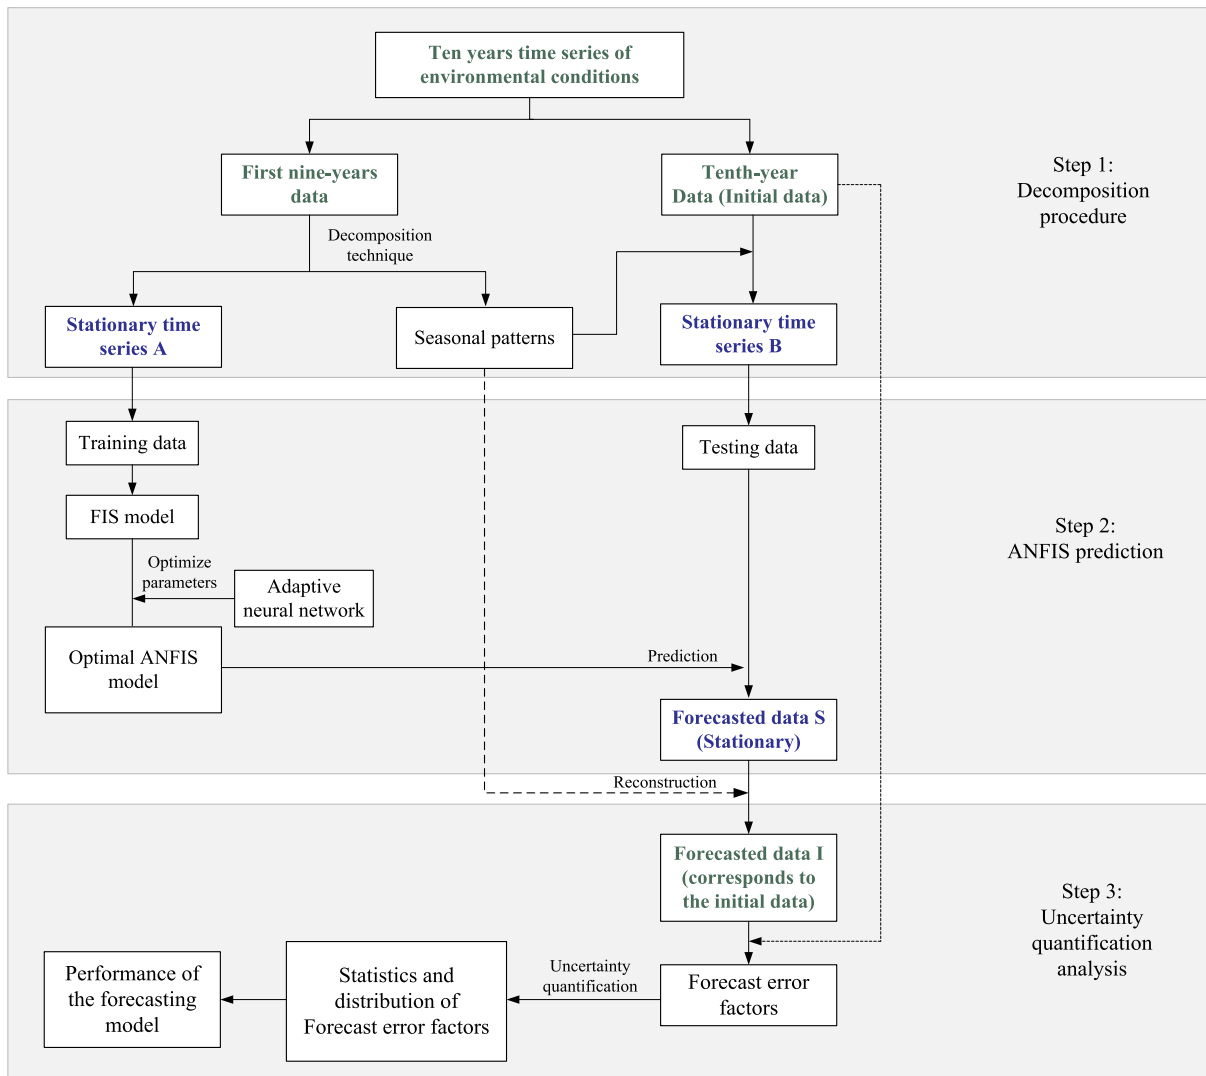 Ten years time series of
environmental conditions
First nine-years
data
Tenth-year
Data (Initial data)
Step 1:
Decomposition
procedure
Decomposition
technique
Stationary time
series A
Seasonal patterns
Stationary time
series B
Training data
Testing data
FIS model
Step 2:
ANFIS prediction
Optimize
parameters
Adaptive
neural network
Optimal ANFIS
model
Prediction
Forecasted data S
(Stationary)
Reconstruction
Forecasted data I
(corresponds to
the initial data)
Step 3:
Uncertainty
quantification
analysis
Performance of
the forecasting
model
Statistics and
distribution of
Forecast error factors
Uncertainty
quantification
Forecast error
factors